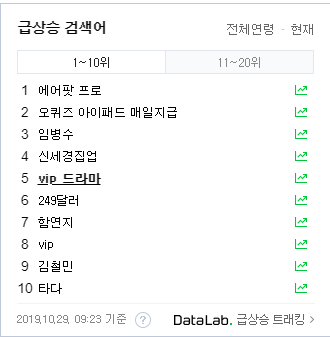 급상승 검색어
전체연령 - 현재
1~10위
11~20위
1 에어팟 프로
2 오퀴즈 아이패드 매일지급
3 임병수
4 신세경집업
5 vip 드라마
6 249달러
7 함연지
8 vip
9 김철민
10 타다
2019.10.29. 09:23 기준 ?
DataLab. 급상승 트래킹 >